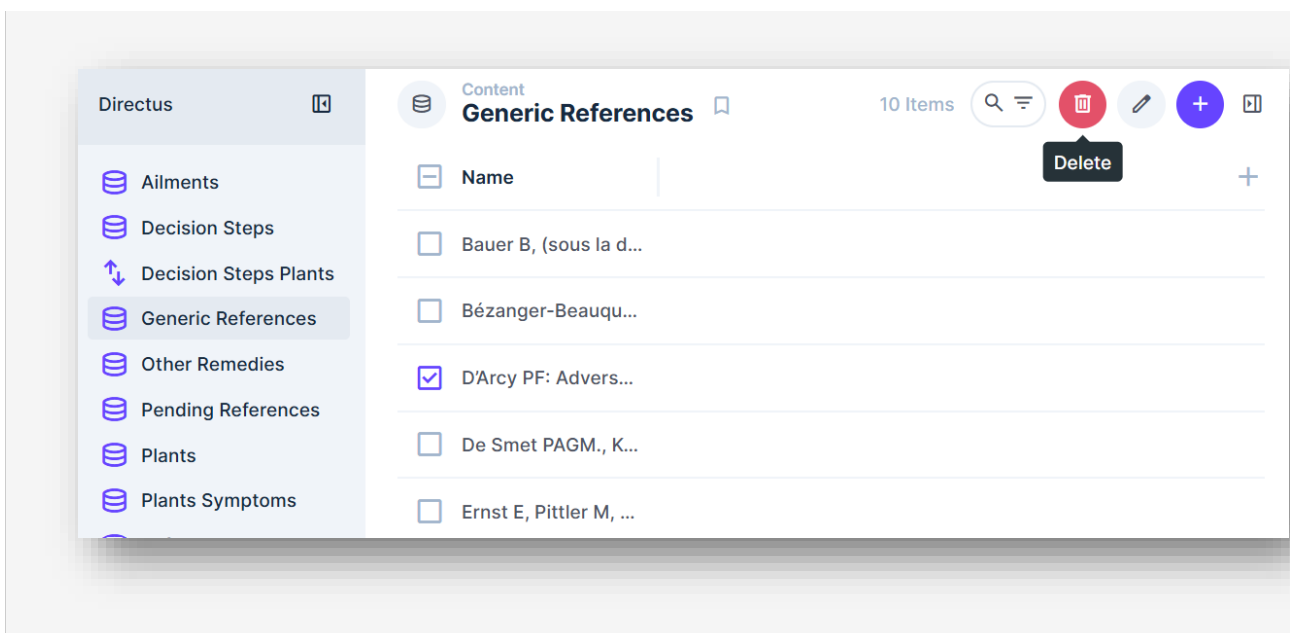 Directus
Content
Generic References
10 Items
Delete
Ailments
Decision Steps
Decision Steps Plants
Generic References
Other Remedies
Pending References
Plants
Plants Symptoms
Name
Bauer B, (sous la d...
Bézanger-Beauqu...
D'Arcy PF: Advers...
De Smet PAGM., K...
Ernst E, Pittler M, ...